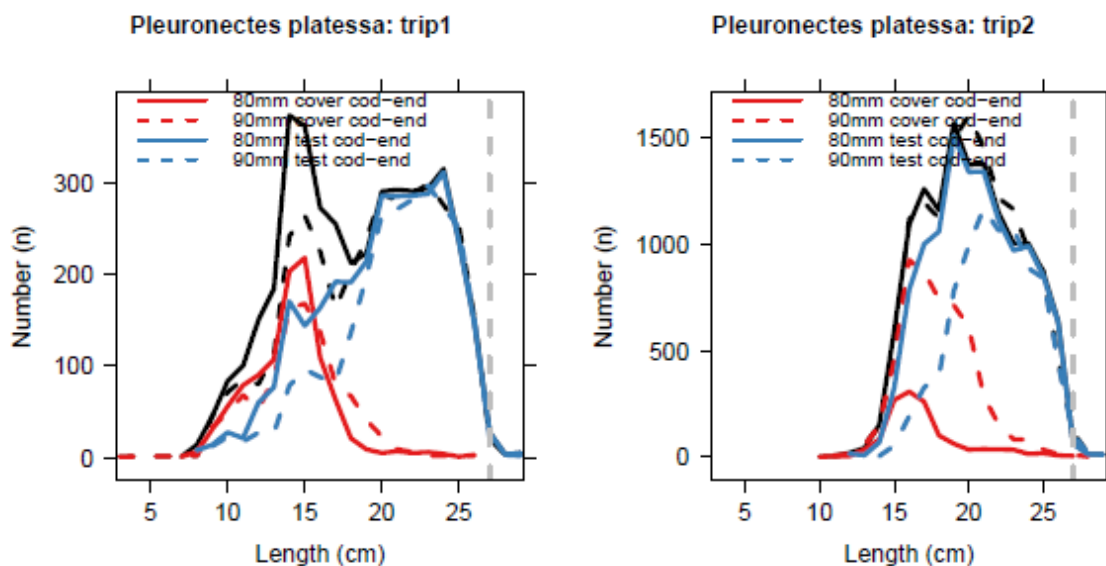 Pleuronectes platessa: trip1
80mm cover cod-end
90mm cover cod-end
80mm test cod-end
90mm test cod-end
Number (n)
300
200
100
0
5 10 15 20 25
Length (cm)
Pleuronectes platessa: trip2
80mm cover cod-end
90mm cover cod-end
80mm test cod-end
90mm test cod-end
Number (n)
1500
1000
500
0
5 10 15 20 25
Length (cm)